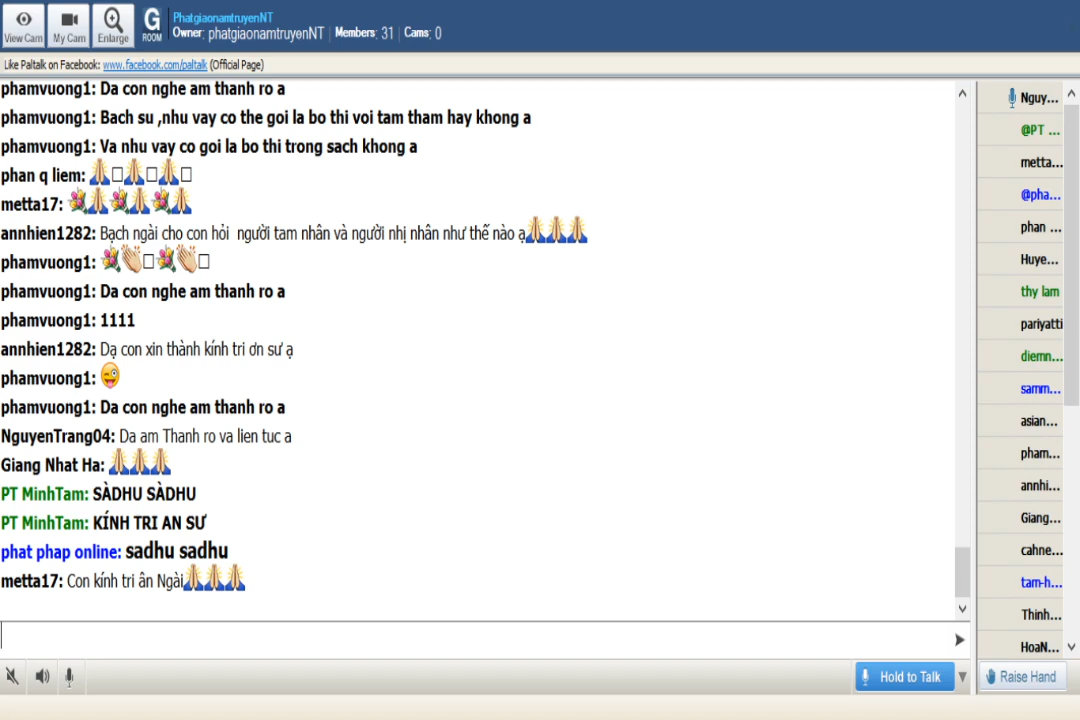 View Cam
My Cam
Enlarge
G
ROOM
PhatgiaonamtruyenNT
Owner: phatgiaonamtruyenNT | Members: 31 | Cams: 0
Like Paltalk on Facebook: www.facebook.com/paltalk (Official Page)
phamvuong1: Da con nghe am thanh ro a
phamvuong1: Bach su ,nhu vay co the goi la bo thi voi tam tham hay khong a
phamvuong1: Va nhu vay co goi la bo thi trong sach khong a
phan q liem: 🙏□🙏□🙏□
metta17: 💐🙏💐🙏💐🙏
annhien1282: Bạch ngài cho con hỏi  người tam nhân và người nhị nhân như thế nào ạ🙏🙏🙏
phamvuong1: 💐👏□💐👏□
phamvuong1: Da con nghe am thanh ro a
phamvuong1: 1111
annhien1282: Dạ con xin thành kính tri ơn sư ạ
phamvuong1: 😜
phamvuong1: Da con nghe am thanh ro a
NguyenTrang04: Da am Thanh ro va lien tuc a
Giang Nhat Ha: 🙏🙏🙏
PT MinhTam: SÀDHU SÀDHU
PT MinhTam: KÍNH TRI AN SƯ
phat phap online: sadhu sadhu
metta17: Con kính tri ân Ngài🙏🙏🙏
Nguy...
@PT ...
metta...
@pha...
phan ...
Huye...
thy lam
pariyatti
diemn...
samm...
asian...
pham...
annhi...
Giang...
cahne...
tam-h...
Thinh...
HoaN...
Hold to Talk
Raise Hand